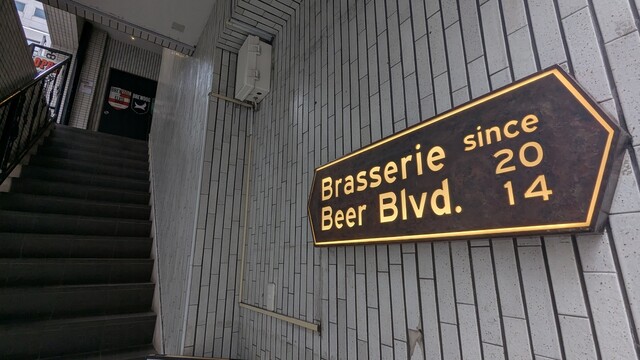 Brasserie since
Beer Blvd. 20
14